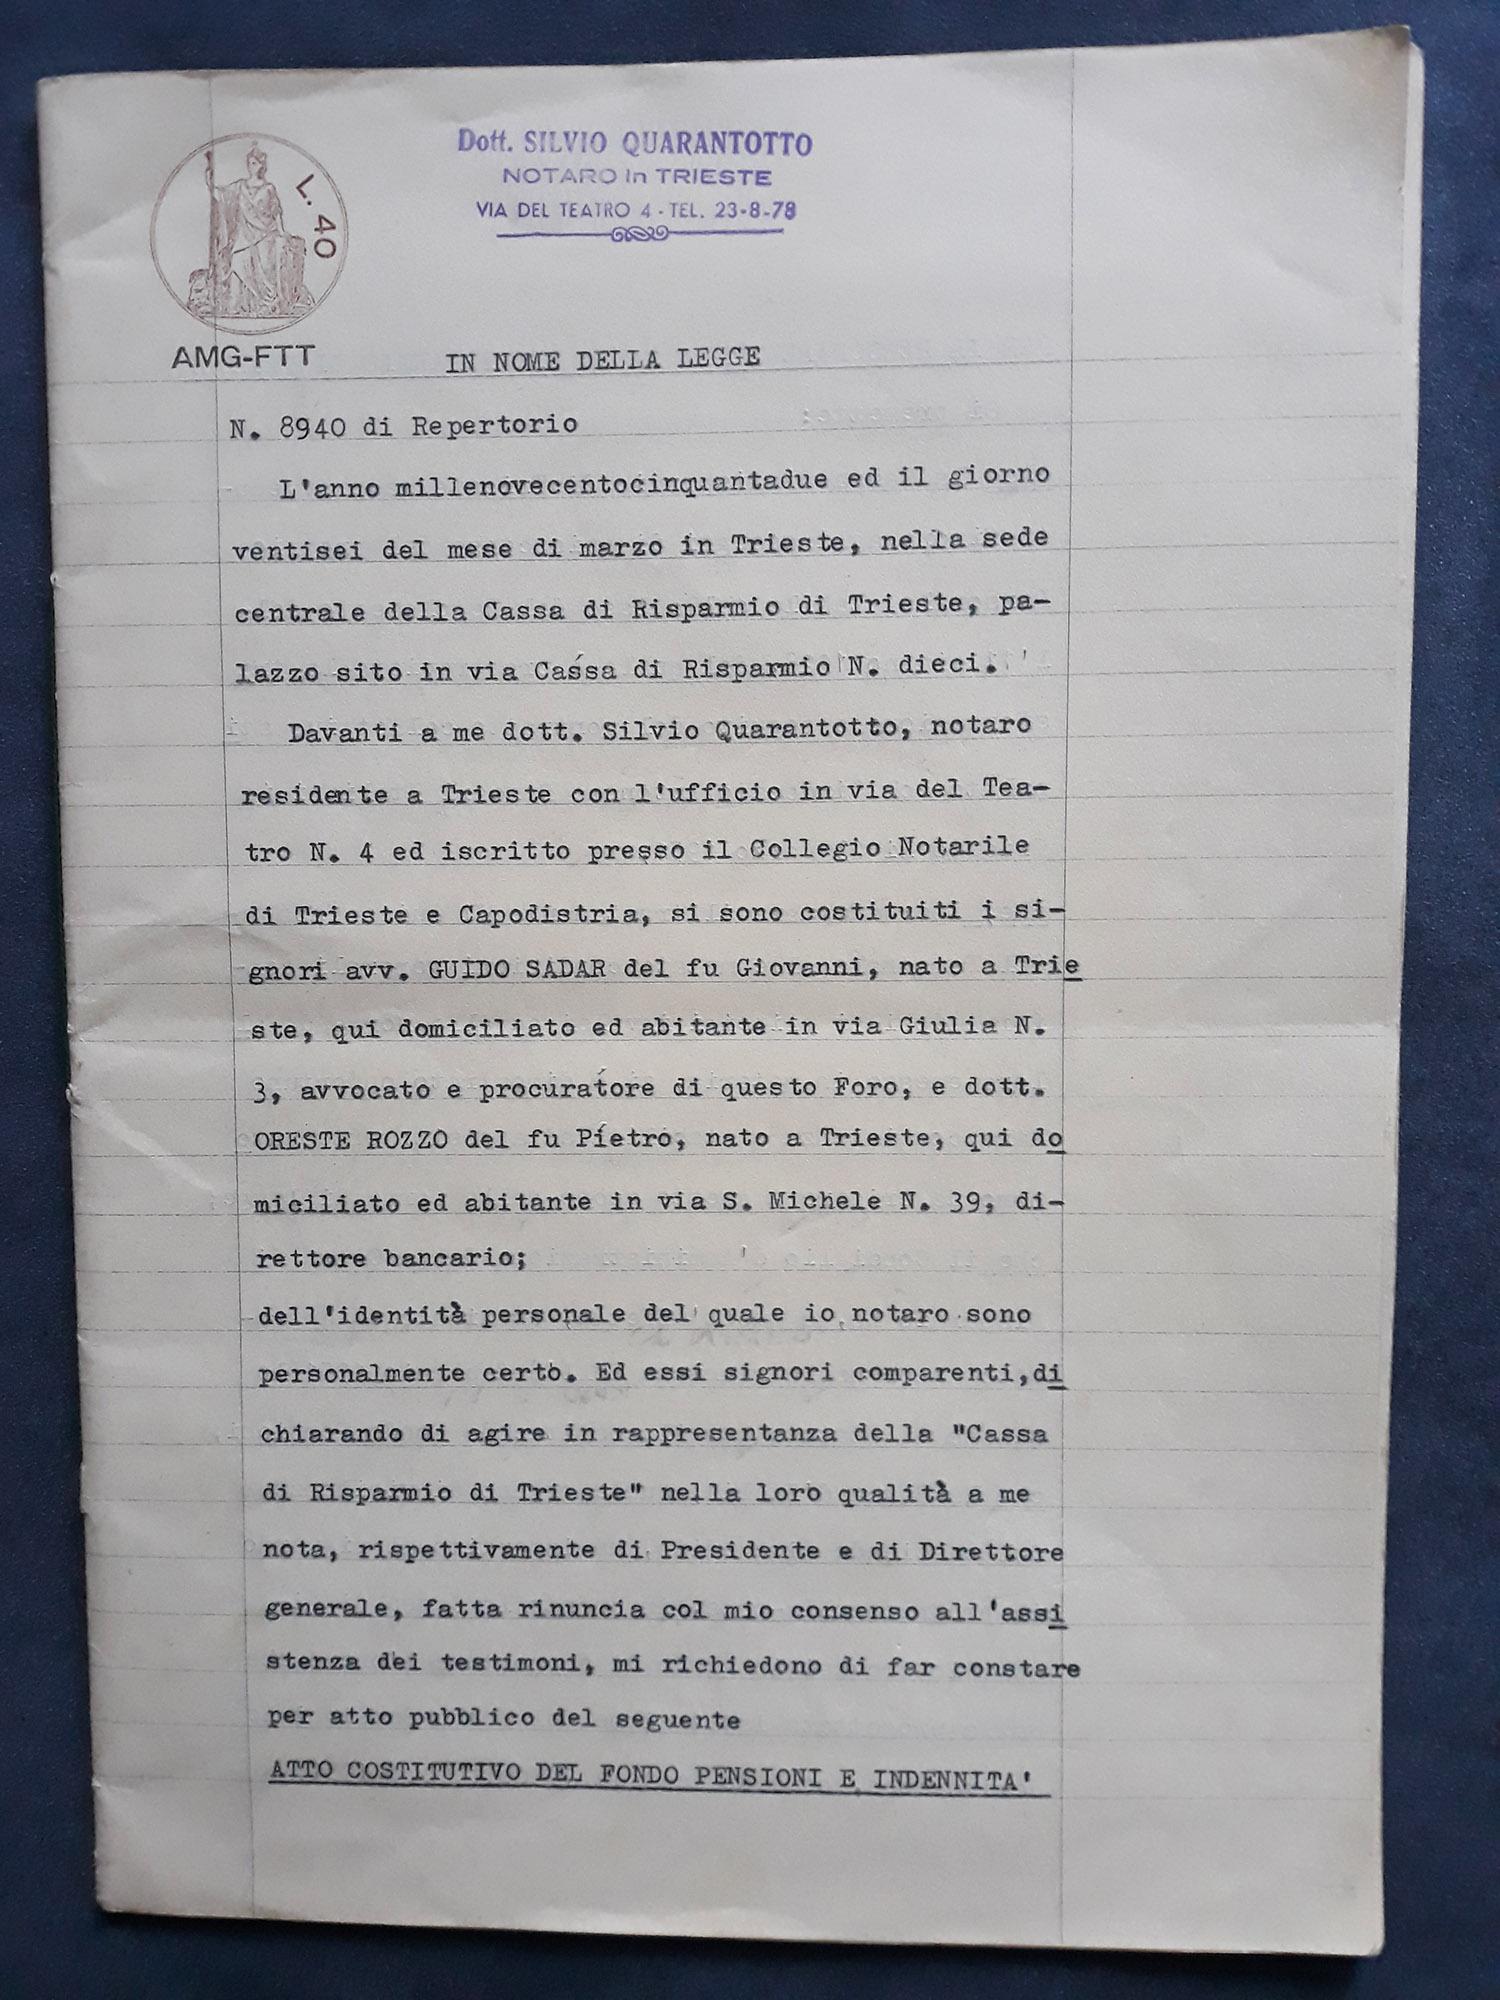 Dott. SILVIO QUARANTOTTO
NOTARO in TRIESTE
VIA DEL TEATRO 4 - TEL. 23-8-78
L. 40
AMG-FTT
IN NOME DELLA LEGGE
N. 8940 di Repertorio
L'anno millenovecentocinquantadue ed il giorno
ventisei del mese di marzo in Trieste, nella sede
centrale della Cassa di Risparmio di Trieste, pa-
lazzo sito in via Cassa di Risparmio N. dieci.
Davanti a me dott. Silvio Quarantotto, notaro
residente a Trieste con l'ufficio in via del Tea-
tro N. 4 ed iscritto presso il Collegio Notarile
di Trieste e Capodistria, si sono costituiti i si-
gnori avv. GUIDO SADAR del fu Giovanni, nato a Trie
ste, qui domiciliato ed abitante in via Giulia N.
3, avvocato e procuratore di questo Foro, e dott.
ORESTE ROZZO del fu Pietro, nato a Trieste, qui do
miciliato ed abitante in via S. Michele N. 39, di-
rettore bancario;
dell'identità personale del quale io notaro sono
personalmente certo. Ed essi signori comparenti,di
chiarando di agire in rappresentanza della "Cassa
di Risparmio di Trieste" nella loro qualità a me
nota, rispettivamente di Presidente e di Direttore
generale, fatta rinuncia col mio consenso all'assi
stenza dei testimoni, mi richiedono di far constare
per atto pubblico del seguente
ATTO COSTITUTIVO DEL FONDO PENSIONI E INDENNITA'